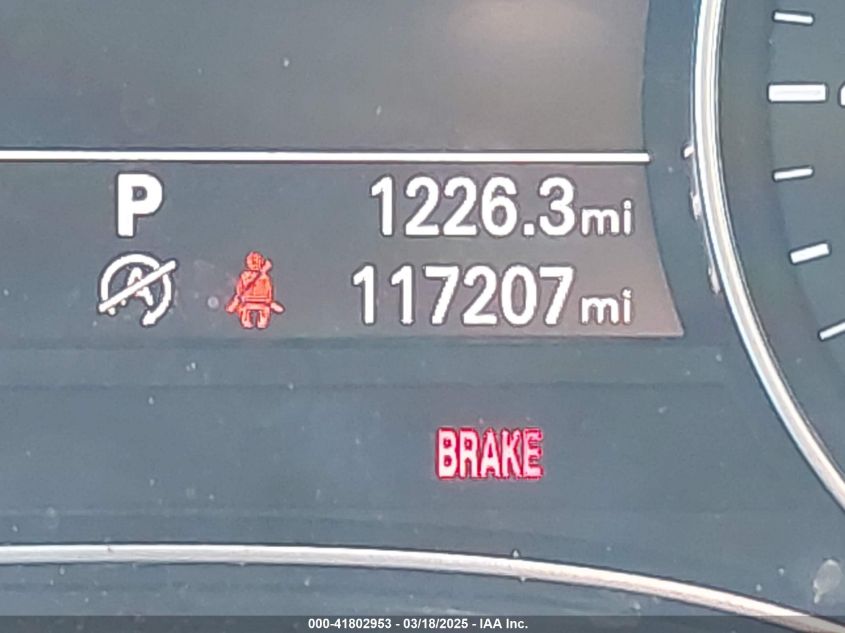 P 1226.3mi
A 117207mi
BRAKE
000-41802953 - 03/18/2025 - IAA Inc.